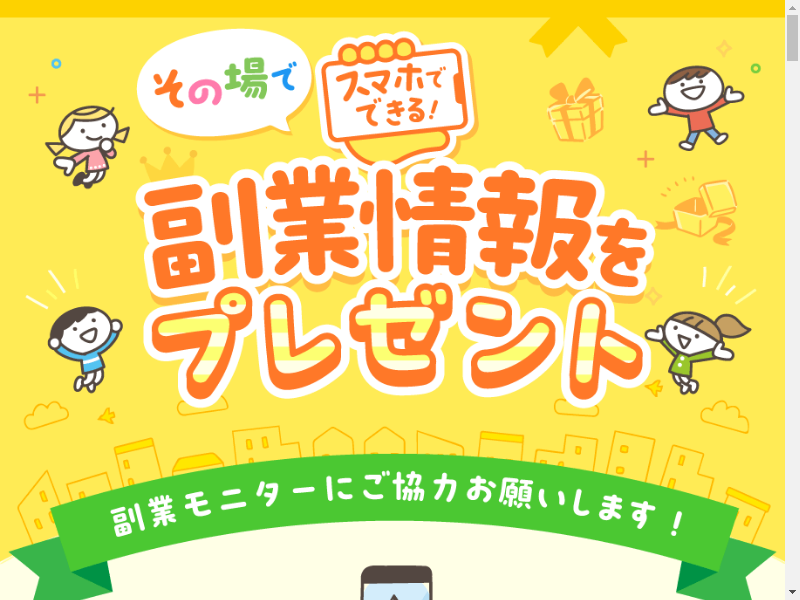 その場で
スマホで
できる!
副業情報を
プレゼント
副業モニターにご協力お願いします!